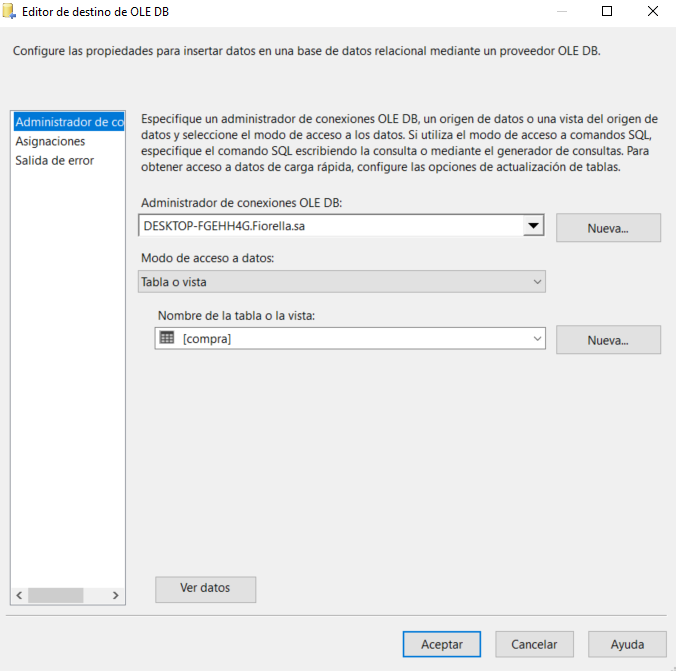 Editor de destino de OLE DB
Configure las propiedades para insertar datos en una base de datos relacional mediante un proveedor OLE DB.
Administrador de co
Asignaciones
Salida de error
Especifique un administrador de conexiones OLE DB, un origen de datos o una vista del origen de
datos y seleccione el modo de acceso a los datos. Si utiliza el modo de acceso a comandos SQL,
especifique el comando SQL escribiendo la consulta o mediante el generador de consultas. Para
obtener acceso a datos de carga rápida, configure las opciones de actualización de tablas.
Administrador de conexiones OLE DB:
DESKTOP-FGEHH4G.Fiorella.sa
Nueva...
Modo de acceso a datos:
Tabla o vista
Nombre de la tabla o la vista:
[compra]
Nueva...
Ver datos
Aceptar
Cancelar
Ayuda